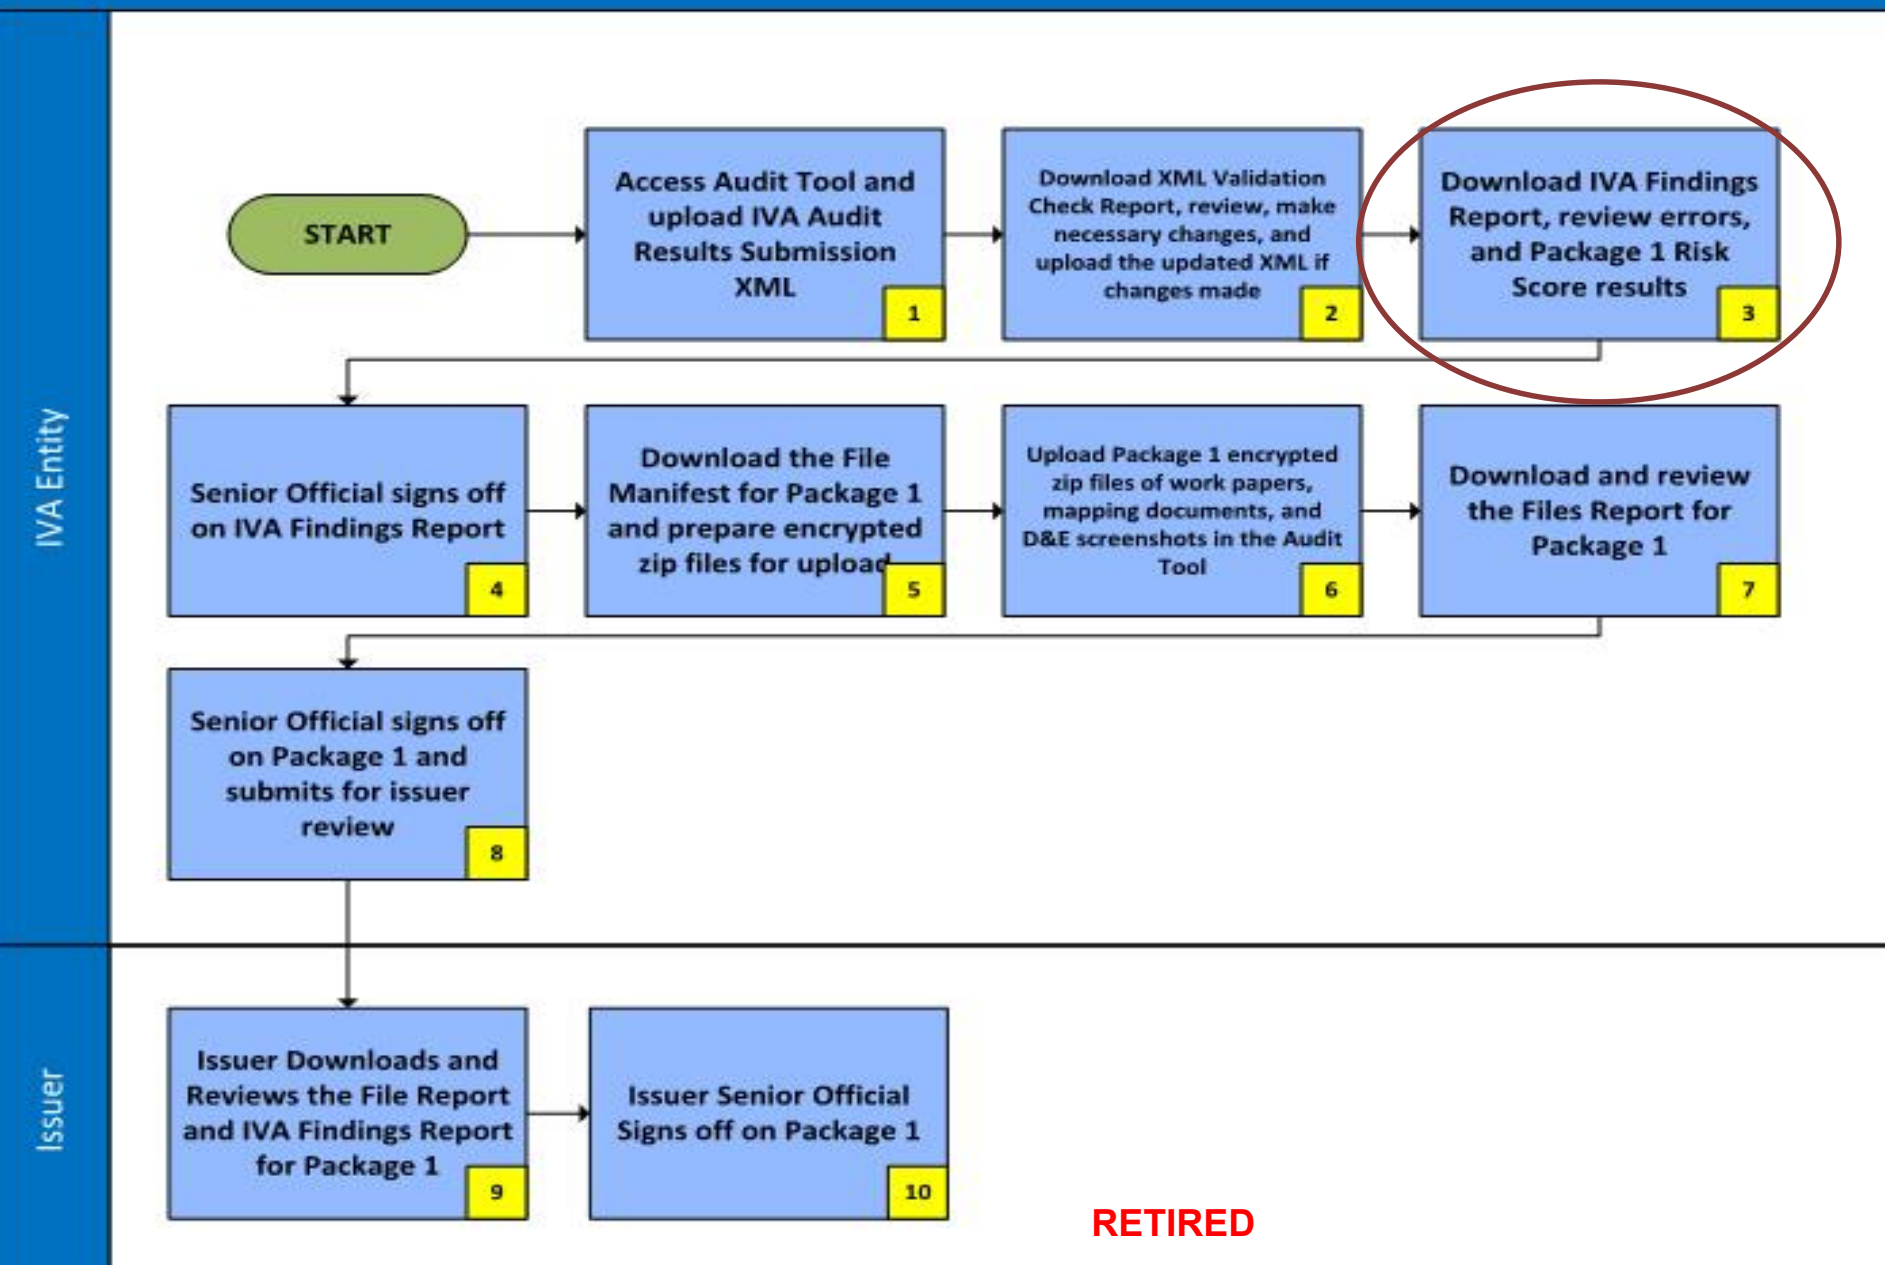 IVA Entity
START
Access Audit Tool and
upload IVA Audit
Results Submission
XML
1
Download XML Validation
Check Report, review, make
necessary changes, and
upload the updated XML if
changes made
2
Download IVA Findings
Report, review errors,
and Package 1 Risk
Score results
3
Senior Official signs off
on IVA Findings Report
4
Download the File
Manifest for Package 1
and prepare encrypted
zip files for upload
5
Upload Package 1 encrypted
zip files of work papers,
mapping documents, and
D&E screenshots in the Audit
Tool
6
Download and review
the Files Report for
Package 1
7
Senior Official signs off
on Package 1 and
submits for issuer
review
8
Issuer
Issuer Downloads and
Reviews the File Report
and IVA Findings Report
for Package 1
9
Issuer Senior Official
Signs off on Package 1
10
RETIRED